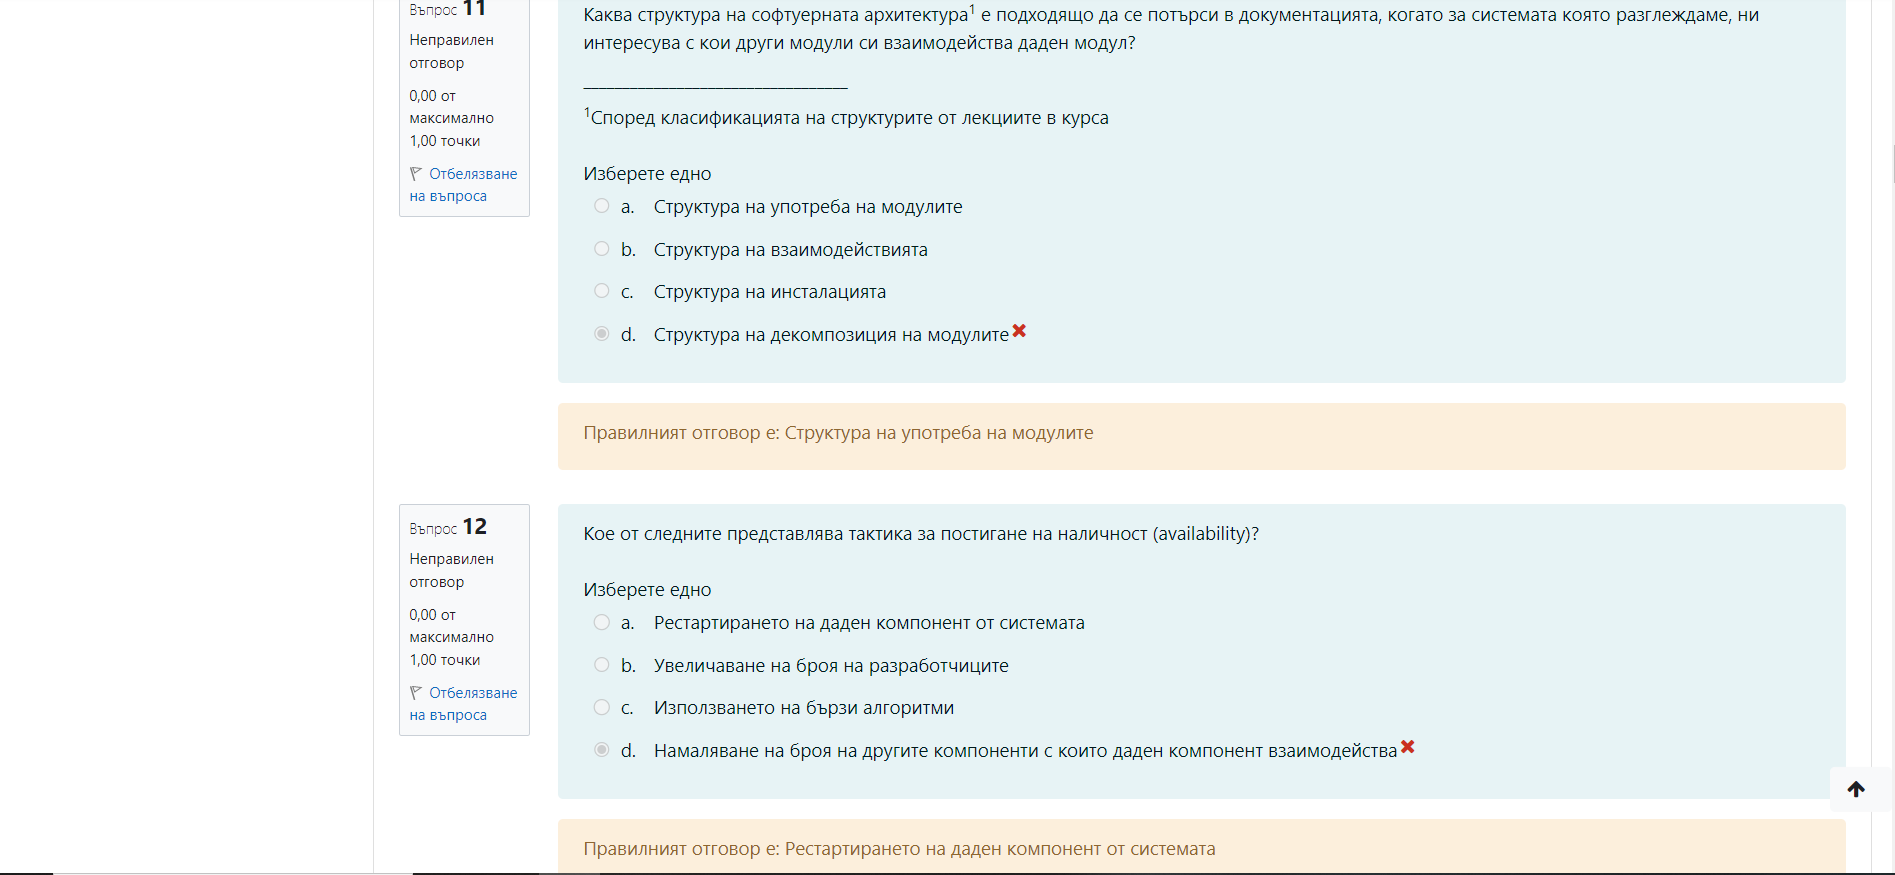 Въпрос 11
Неправилен
отговор
0,00 от
максимално
1,00 точки
Отбелязване
на въпроса
Каква структура на софтуерната архитектура¹ е подходящо да се потърси в документацията, когато за системата която разглеждаме, ни
интересува с кои други модули си взаимодейства даден модул?
________________________________
¹Според класификацията на структурите от лекциите в курса
Изберете едно
a. Структура на употреба на модулите
b. Структура на взаимодействията
c. Структура на инсталацията
d. Структура на декомпозиция на модулите
Правилният отговор е: Структура на употреба на модулите
Въпрос 12
Неправилен
отговор
0,00 от
максимално
1,00 точки
Отбелязване
на въпроса
Кое от следните представлява тактика за постигане на наличност (availability)?
Изберете едно
a. Рестартирането на даден компонент от системата
b. Увеличаване на броя на разработчиците
c. Използването на бързи алгоритми
d. Намаляване на броя на другите компоненти с които даден компонент взаимодейства
Правилният отговор е: Рестартирането на даден компонент от системата